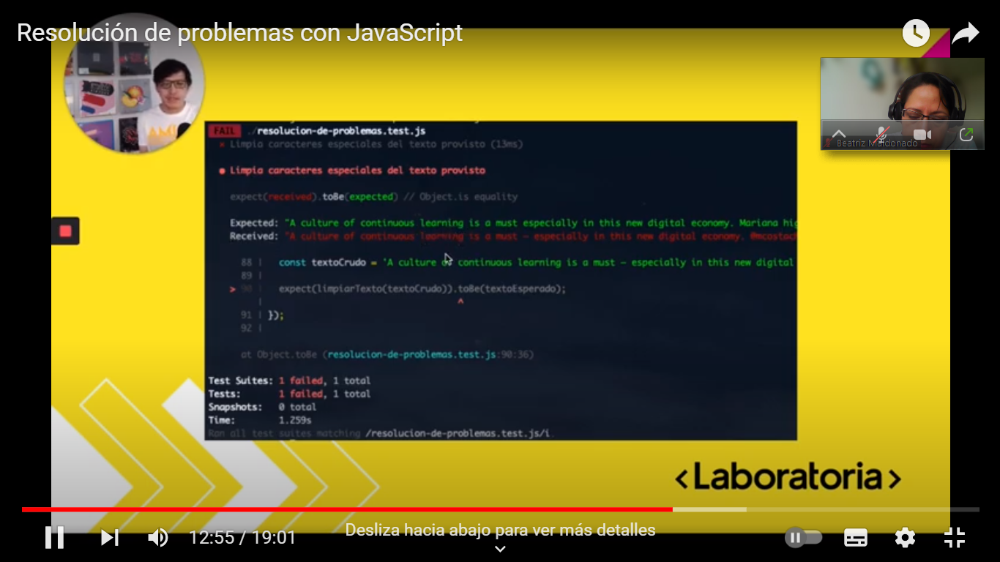 Resolución de problemas con JavaScript
FAIL ./resolucion-de-problemas.test.js
× Limpia caracteres especiales del texto provisto (13ms)
● Limpia caracteres especiales del texto provisto
expect(received).toBe(expected) // Object.is equality
Expected: "A culture of continuous learning is a must especially in this new digital economy. Mariana hig
Received: "A culture of continuous learning is a must — especially in this new digital economy. @mcostach
88 | const textoCrudo = 'A culture of continuous learning is a must — especially in this new digital
89 |
> 90 | expect(limpiarTexto(textoCrudo)).toBe(textoEsperado);
| ^
91 | });
92 |
at Object.toBe (resolucion-de-problemas.test.js:90:36)
Test Suites: 1 failed, 1 total
Tests: 1 failed, 1 total
Snapshots: 0 total
Time: 1.259s
Ran all test suites matching /resolucion-de-problemas.test.js/i.
Beatriz Maldonado
<Laboratoria>
12:55 / 19:01
Desliza hacia abajo para ver más detalles